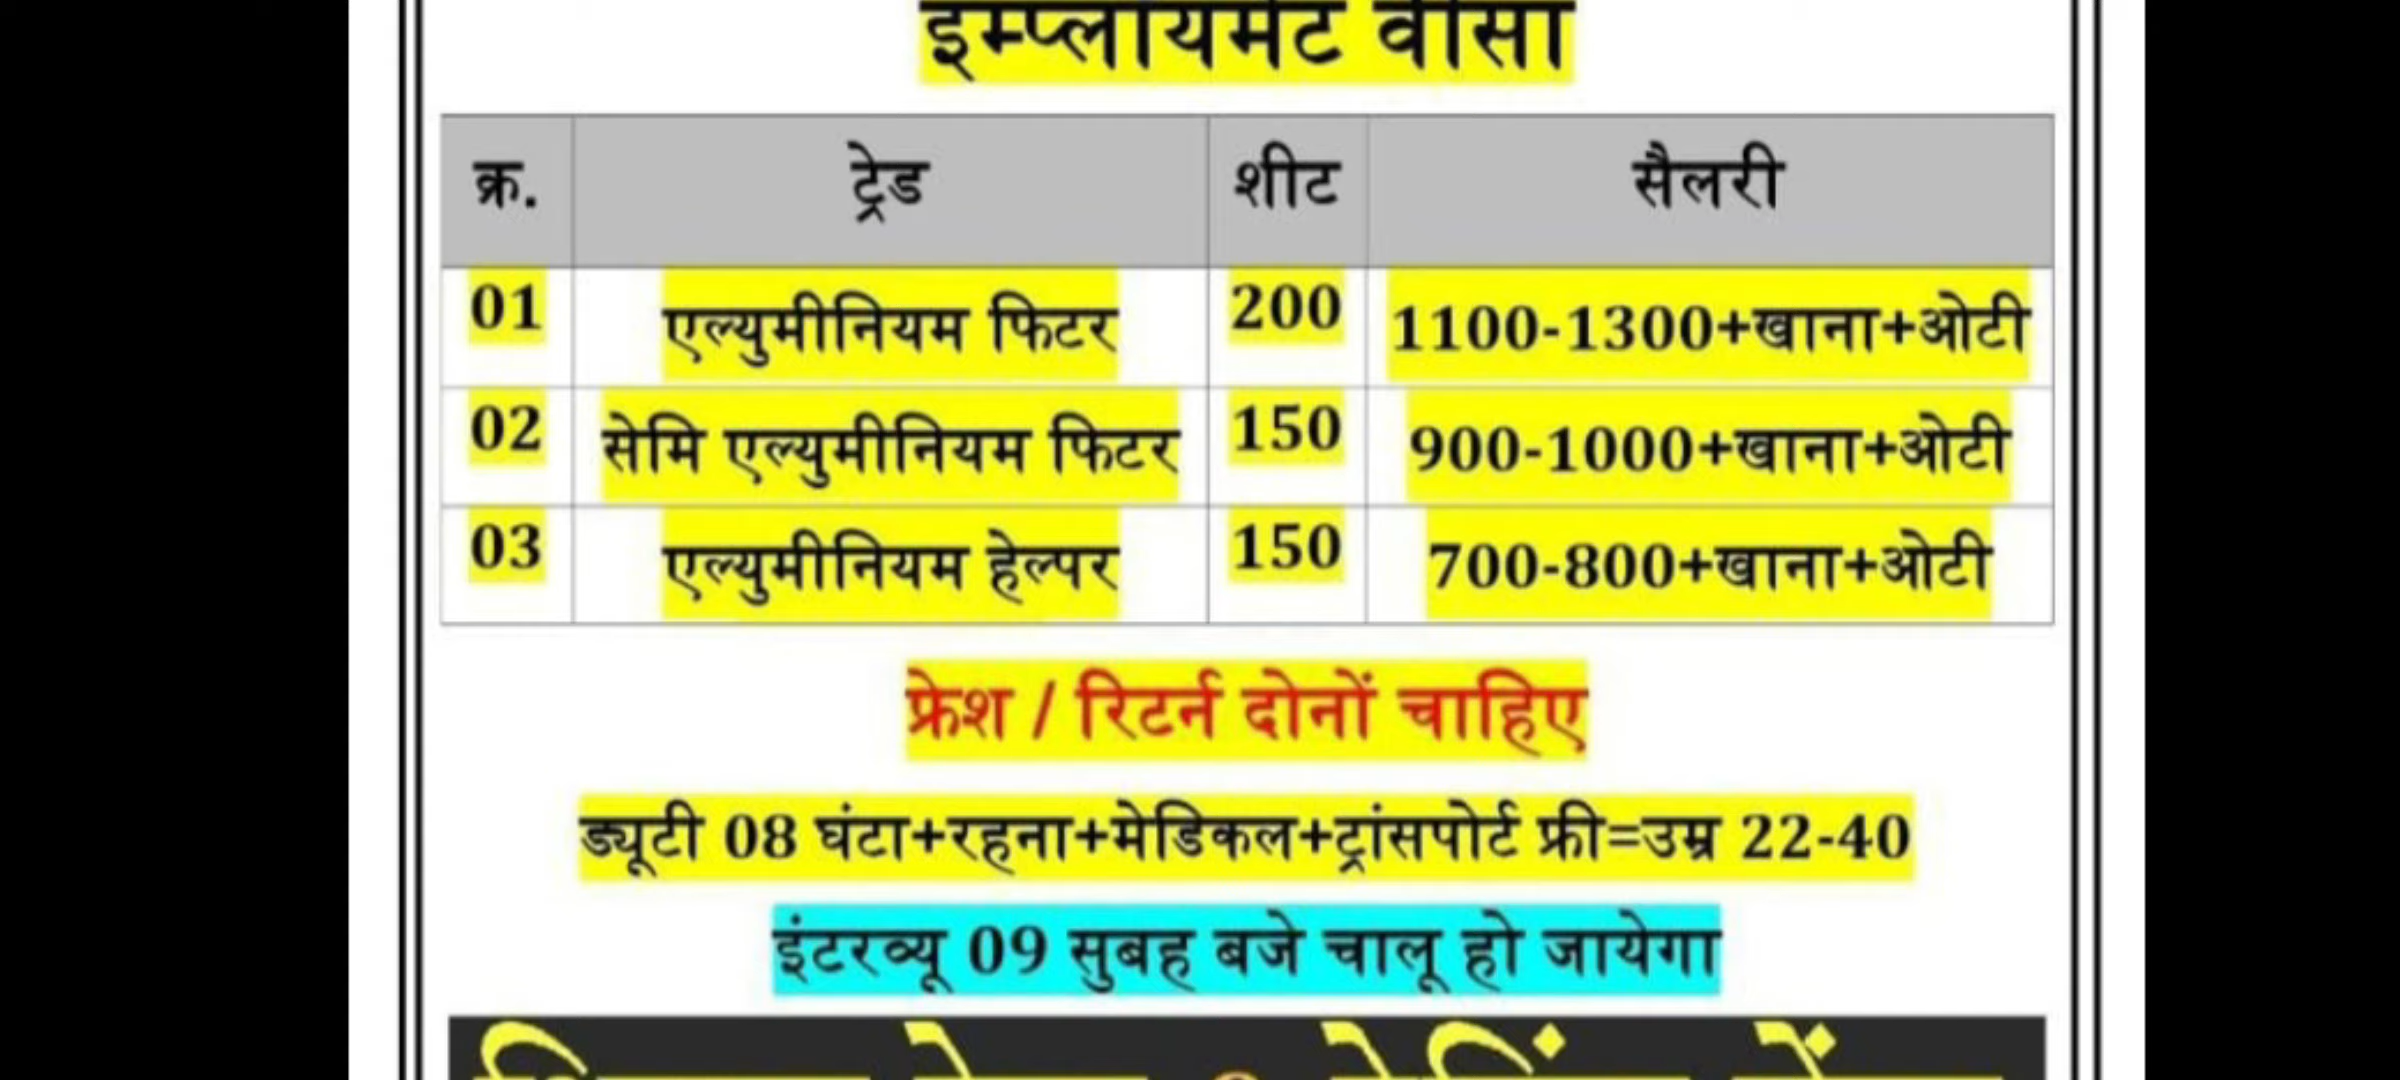 इम्प्लायमेंट वीसा
क्र. ट्रेड शीट सैलरी
01 एल्युमीनियम फिटर 200 1100-1300+खाना+ओटी
02 सेमि एल्युमीनियम फिटर 150 900-1000+खाना+ओटी
03 एल्युमीनियम हेल्पर 150 700-800+खाना+ओटी
फ्रेश / रिटर्न दोनों चाहिए
ड्यूटी 08 घंटा+रहना+मेडिकल+ट्रांसपोर्ट फ्री=उम्र 22-40
इंटरव्यू 09 सुबह बजे चालू हो जायेगा